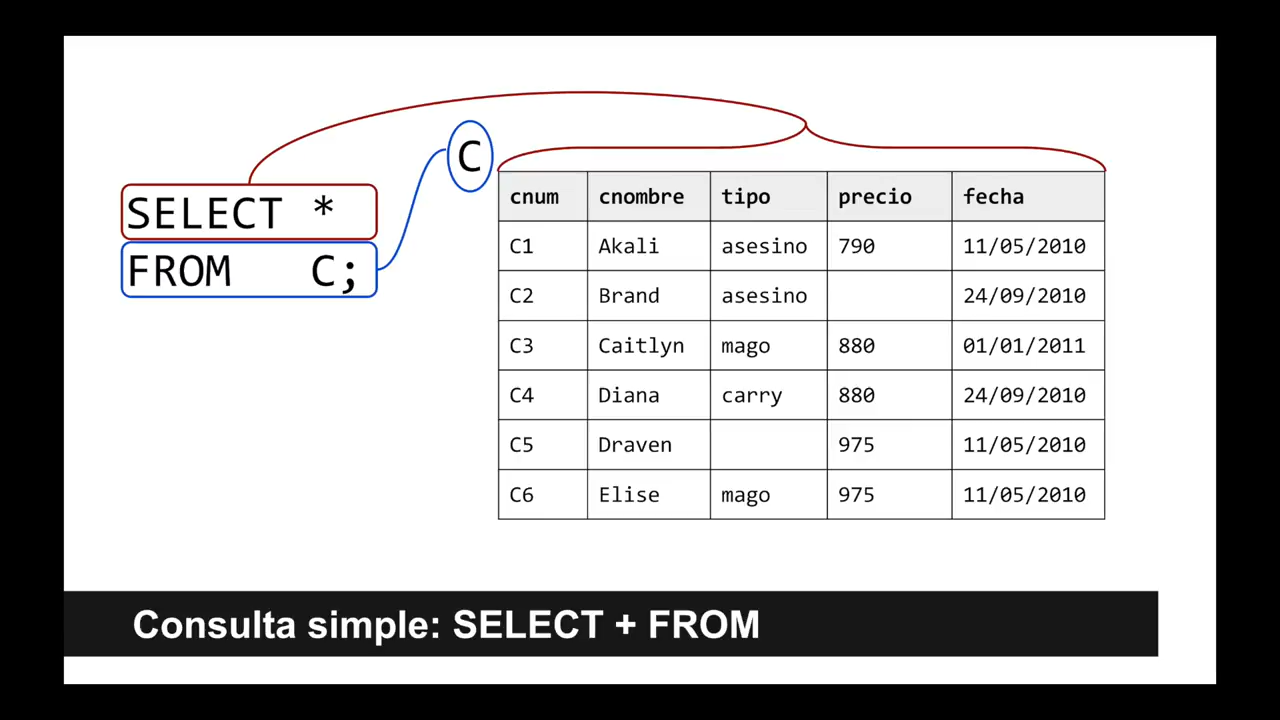 C
SELECT *
FROM C;
cnum cnombre tipo precio fecha
C1 Akali asesino 790 11/05/2010
C2 Brand asesino 24/09/2010
C3 Caitlyn mago 880 01/01/2011
C4 Diana carry 880 24/09/2010
C5 Draven 975 11/05/2010
C6 Elise mago 975 11/05/2010
Consulta simple: SELECT + FROM